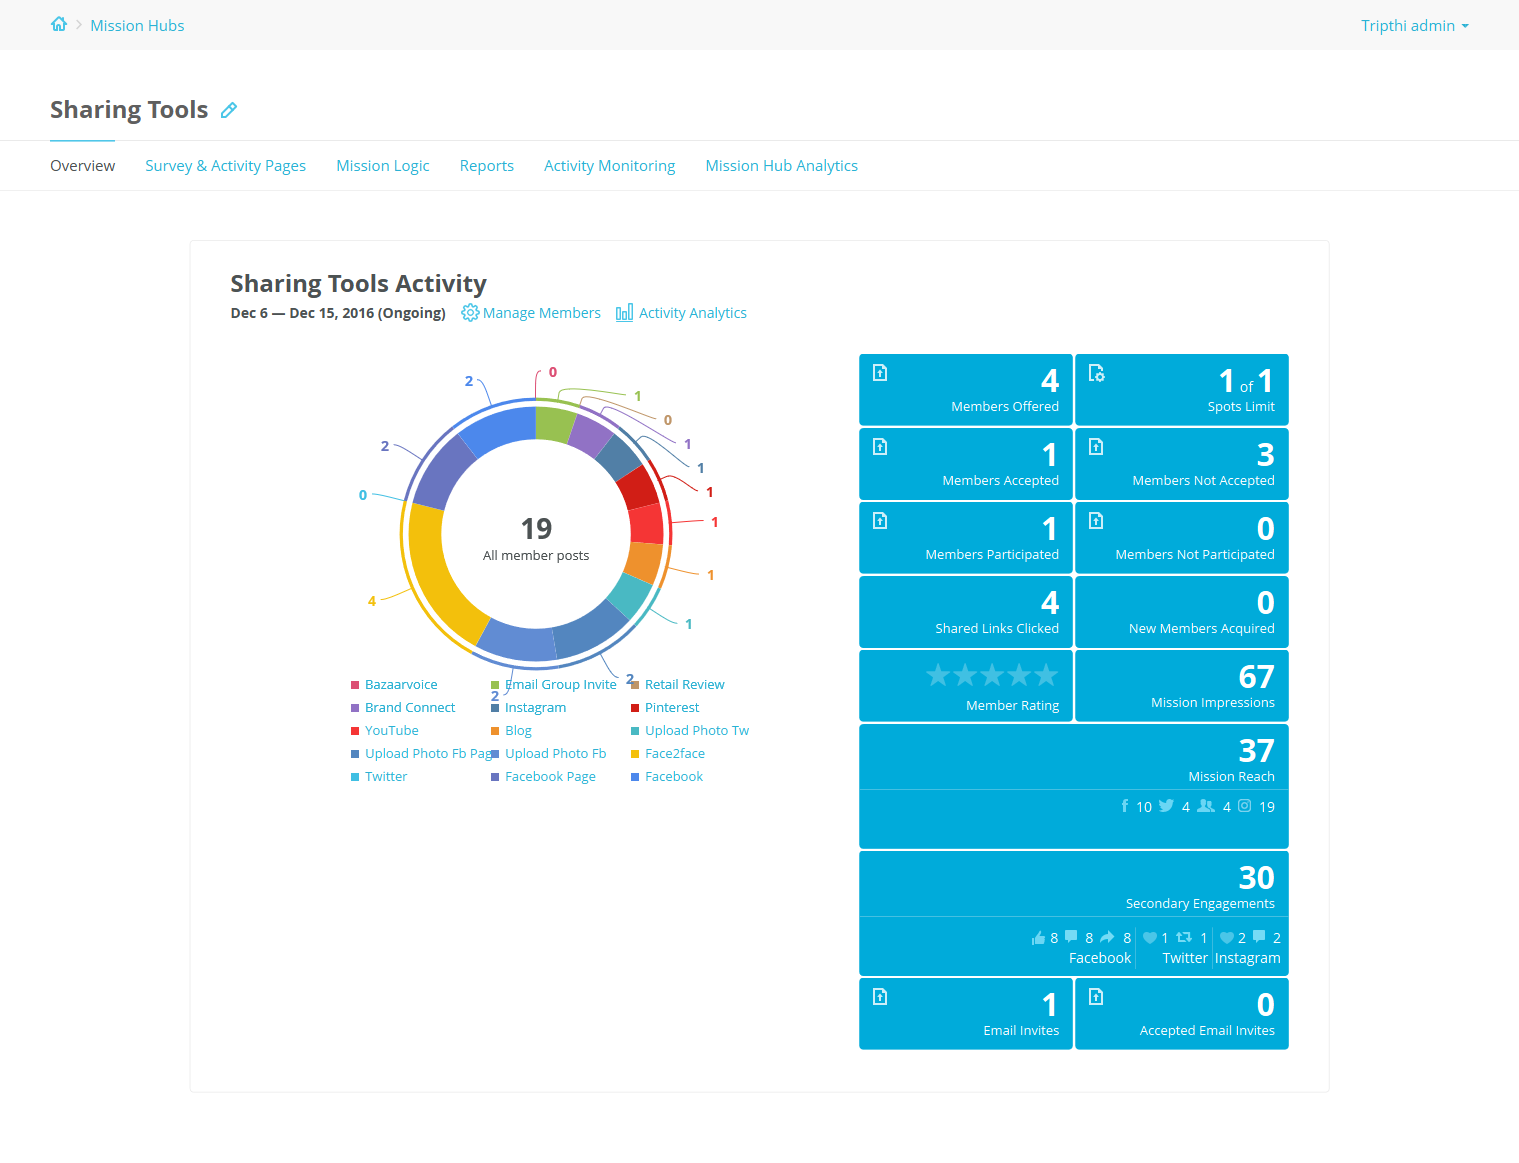 Mission Hubs
Tripthi admin
Sharing Tools
Overview Survey & Activity Pages Mission Logic Reports Activity Monitoring Mission Hub Analytics
Sharing Tools Activity
Dec 6 — Dec 15, 2016 (Ongoing) Manage Members Activity Analytics
0
2
1
0
2
1
1
0
1
1
19
All member posts
1
4
1
2
2
Bazaarvoice Email Group Invite Retail Review
Brand Connect Instagram Pinterest
YouTube Blog Upload Photo Tw
Upload Photo Fb Pag Upload Photo Fb Face2face
Twitter Facebook Page Facebook
4
Members Offered
1 of 1
Spots Limit
1
Members Accepted
3
Members Not Accepted
1
Members Participated
0
Members Not Participated
4
Shared Links Clicked
0
New Members Acquired
Member Rating
67
Mission Impressions
37
Mission Reach
10 4 4 19
30
Secondary Engagements
8 8 8 1 1 2 2
Facebook Twitter Instagram
1
Email Invites
0
Accepted Email Invites